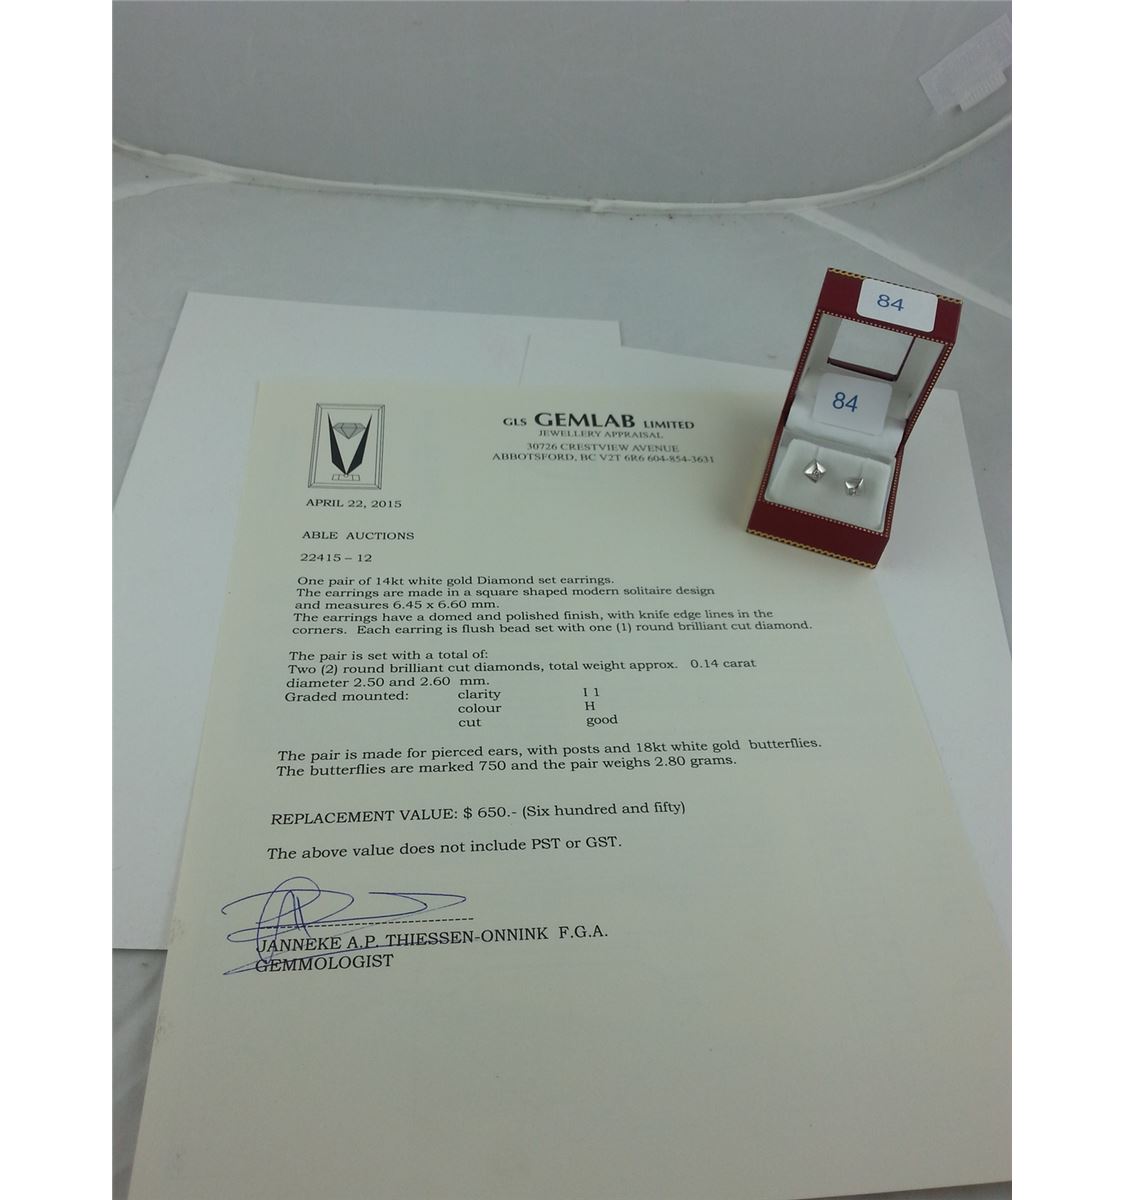 84
84
GLS GEMLAB LIMITED
JEWELLERY APPRAISAL
30726 CRESTVIEW AVENUE
ABBOTSFORD, BC V2T 6R6 604-854-3631
APRIL 22, 2015
ABLE AUCTIONS
22415 – 12
One pair of 14kt white gold Diamond set earrings.
The earrings are made in a square shaped modern solitaire design
and measures 6.45 x 6.60 mm.
The earrings have a domed and polished finish, with knife edge lines in the
corners. Each earring is flush bead set with one (1) round brilliant cut diamond.
The pair is set with a total of:
Two (2) round brilliant cut diamonds, total weight approx. 0.14 carat
diameter 2.50 and 2.60 mm.
Graded mounted: clarity I 1
colour H
cut good
The pair is made for pierced ears, with posts and 18kt white gold butterflies.
The butterflies are marked 750 and the pair weighs 2.80 grams.
REPLACEMENT VALUE: $ 650.- (Six hundred and fifty)
The above value does not include PST or GST.
JANNEKE A.P. THIESSEN-ONNINK F.G.A.
GEMMOLOGIST